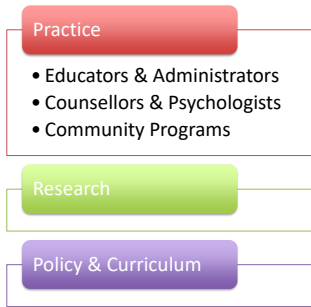 Practice
• Educators & Administrators
• Counsellors & Psychologists
• Community Programs
Research
Policy & Curriculum